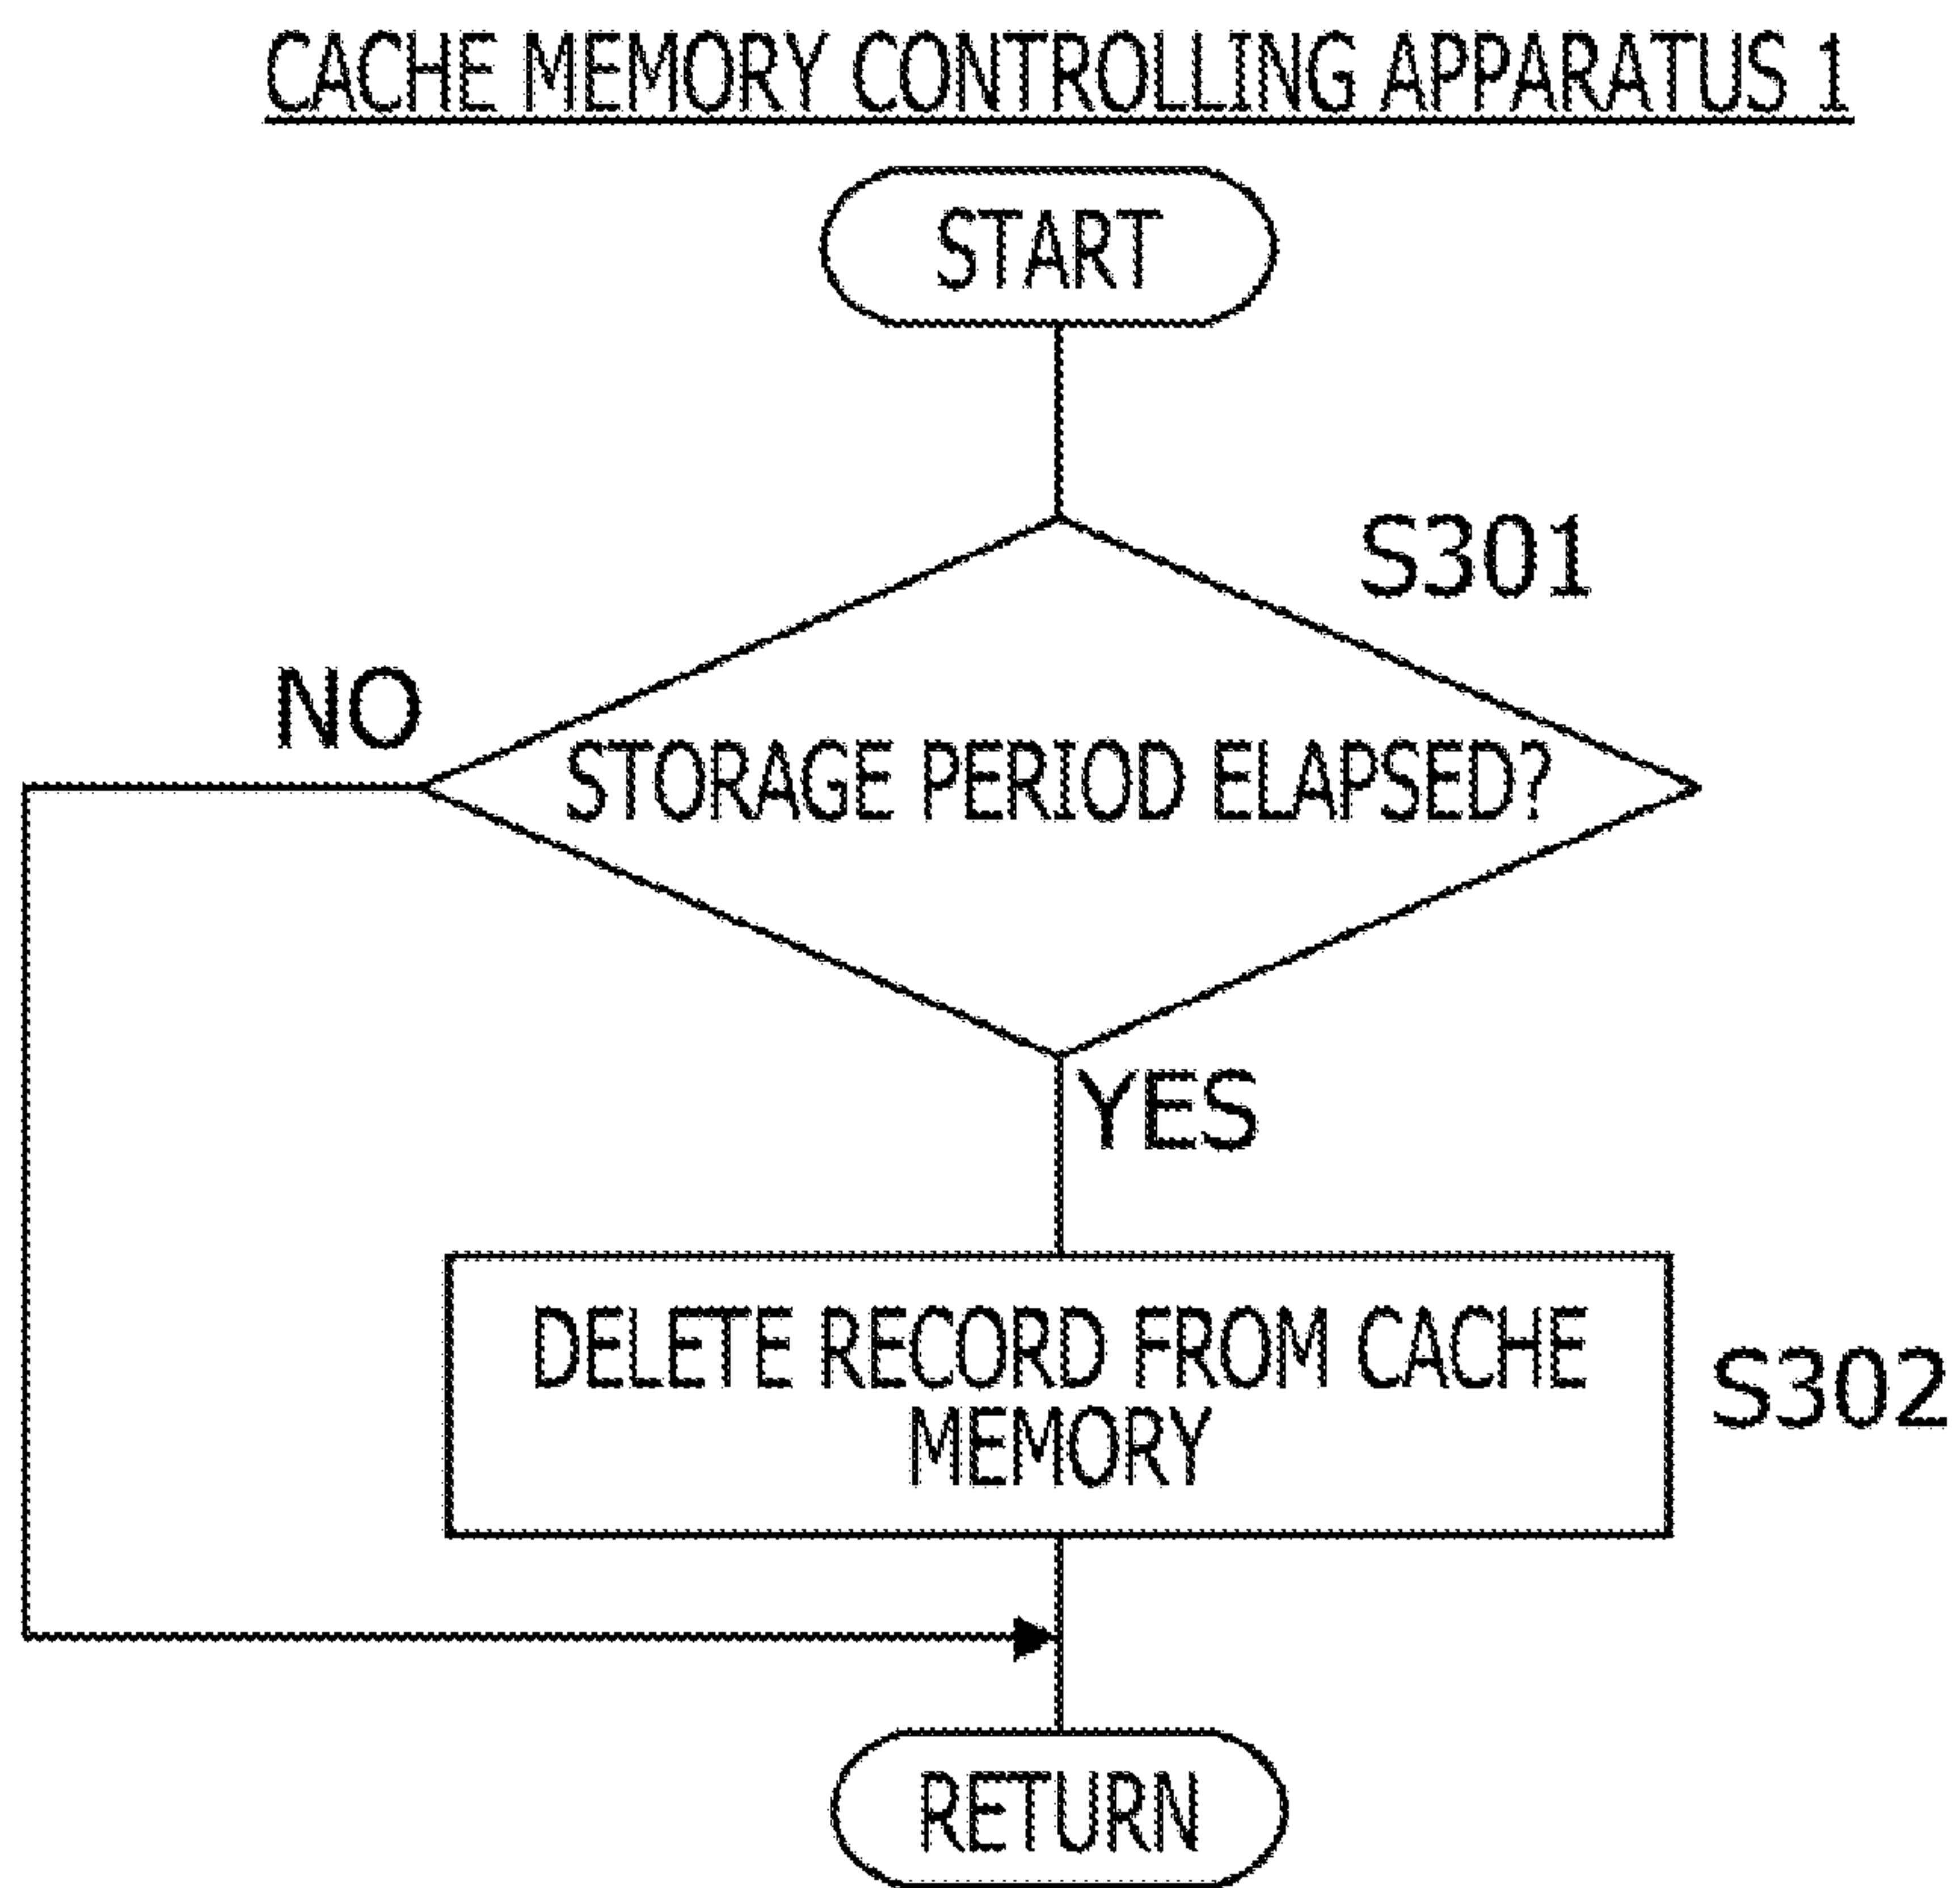 CACHE MEMORY CONTROLLING APPARATUS 1
START
S301
NO
STORAGE PERIOD ELAPSED?
YES
DELETE RECORD FROM CACHE
MEMORY
S302
RETURN